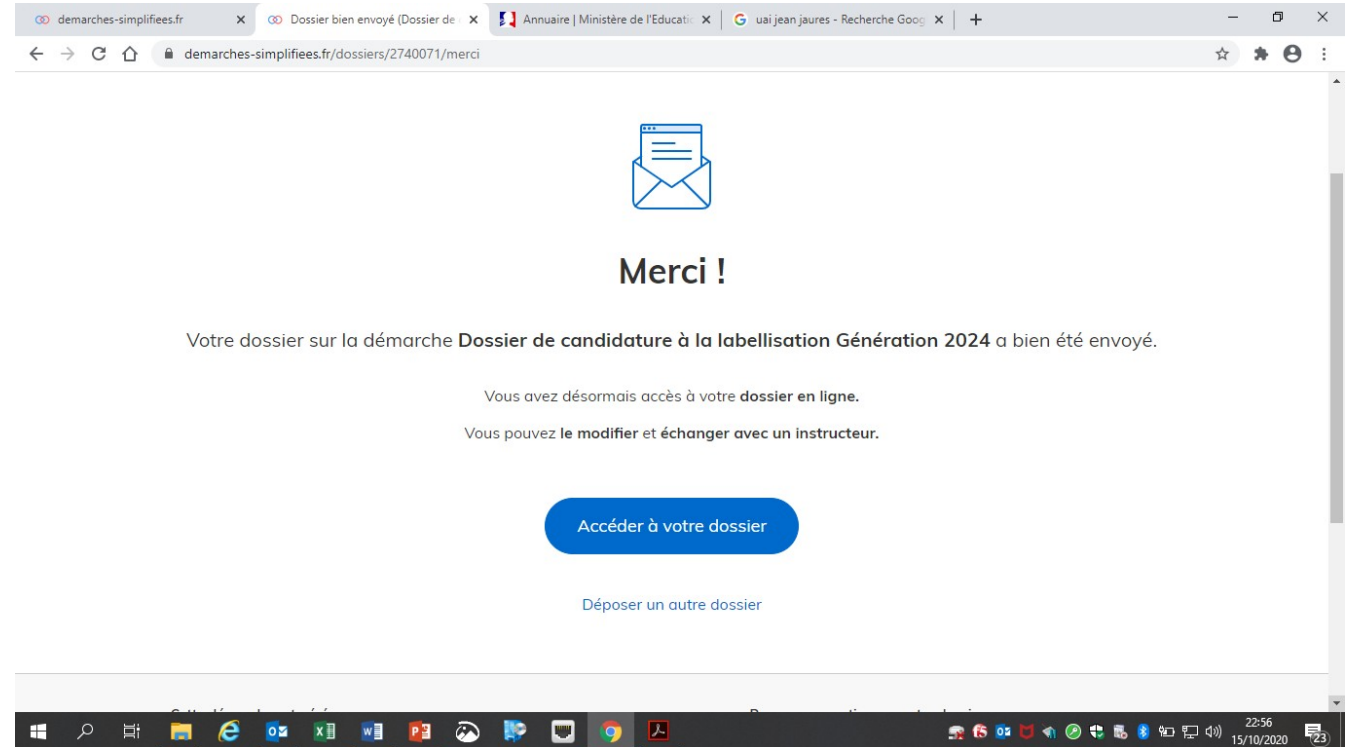 demarches-simplifiees.fr
Dossier bien envoyé (Dossier de
Annuaire | Ministère de l'Educatic
uai jean jaures - Recherche Goog
demarches-simplifiees.fr/dossiers/2740071/merci
Merci !
Votre dossier sur la démarche Dossier de candidature à la labellisation Génération 2024 a bien été envoyé.
Vous avez désormais accès à votre dossier en ligne.
Vous pouvez le modifier et échanger avec un instructeur.
Accéder à votre dossier
Déposer un autre dossier
22:56
15/10/2020
23